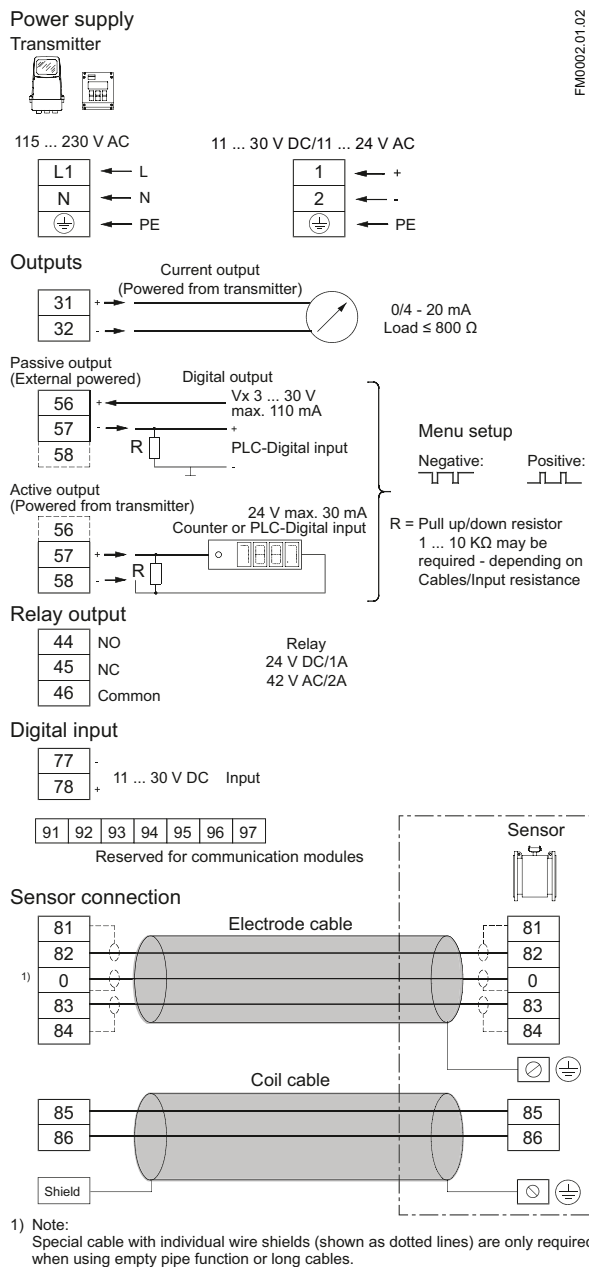 Power supply
FM0002.01.02
Transmitter
115 ... 230 V AC
11 ... 30 V DC/11 ... 24 V AC
L1 L
N N
PE
1 +
2 -
PE
Outputs
Current output
(Powered from transmitter)
31 +
32 -
0/4 - 20 mA
Load ≤ 800 Ω
Passive output
(External powered)
Digital output
56 + Vx 3 ... 30 V
max. 110 mA
57 - +
R PLC-Digital input
58 -
Menu setup
Negative: Positive:
Active output
(Powered from transmitter)
24 V max. 30 mA
Counter or PLC-Digital input
56
57 +
R
58 -
R = Pull up/down resistor
1 ... 10 KΩ may be
required - depending on
Cables/Input resistance
Relay output
44 NO
45 NC
46 Common
Relay
24 V DC/1A
42 V AC/2A
Digital input
77 -
78 + 11 ... 30 V DC Input
91 92 93 94 95 96 97
Reserved for communication modules
Sensor
Sensor connection
Electrode cable
81 81
82 82
1) 0 0
83 83
84 84
Coil cable
85 85
86 86
Shield
1) Note:
Special cable with individual wire shields (shown as dotted lines) are only required
when using empty pipe function or long cables.